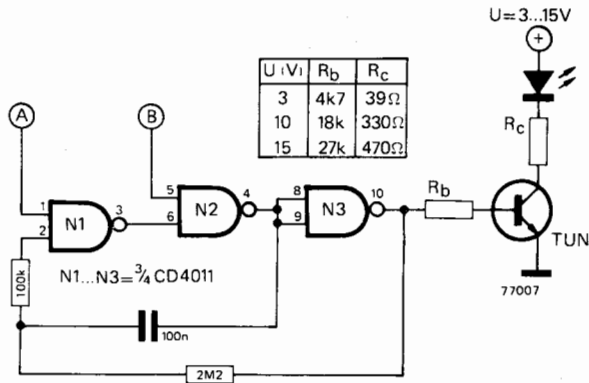 U=3...15V
+
U(V) Rb Rc
3 4k7 39Ω
10 18k 330Ω
15 27k 470Ω
A
B
Rc
1
2
N1
3
5
6
N2
4
8
9
N3
10
Rb
TUN
100k
N1...N3=¾ CD4011
77007
100n
2M2